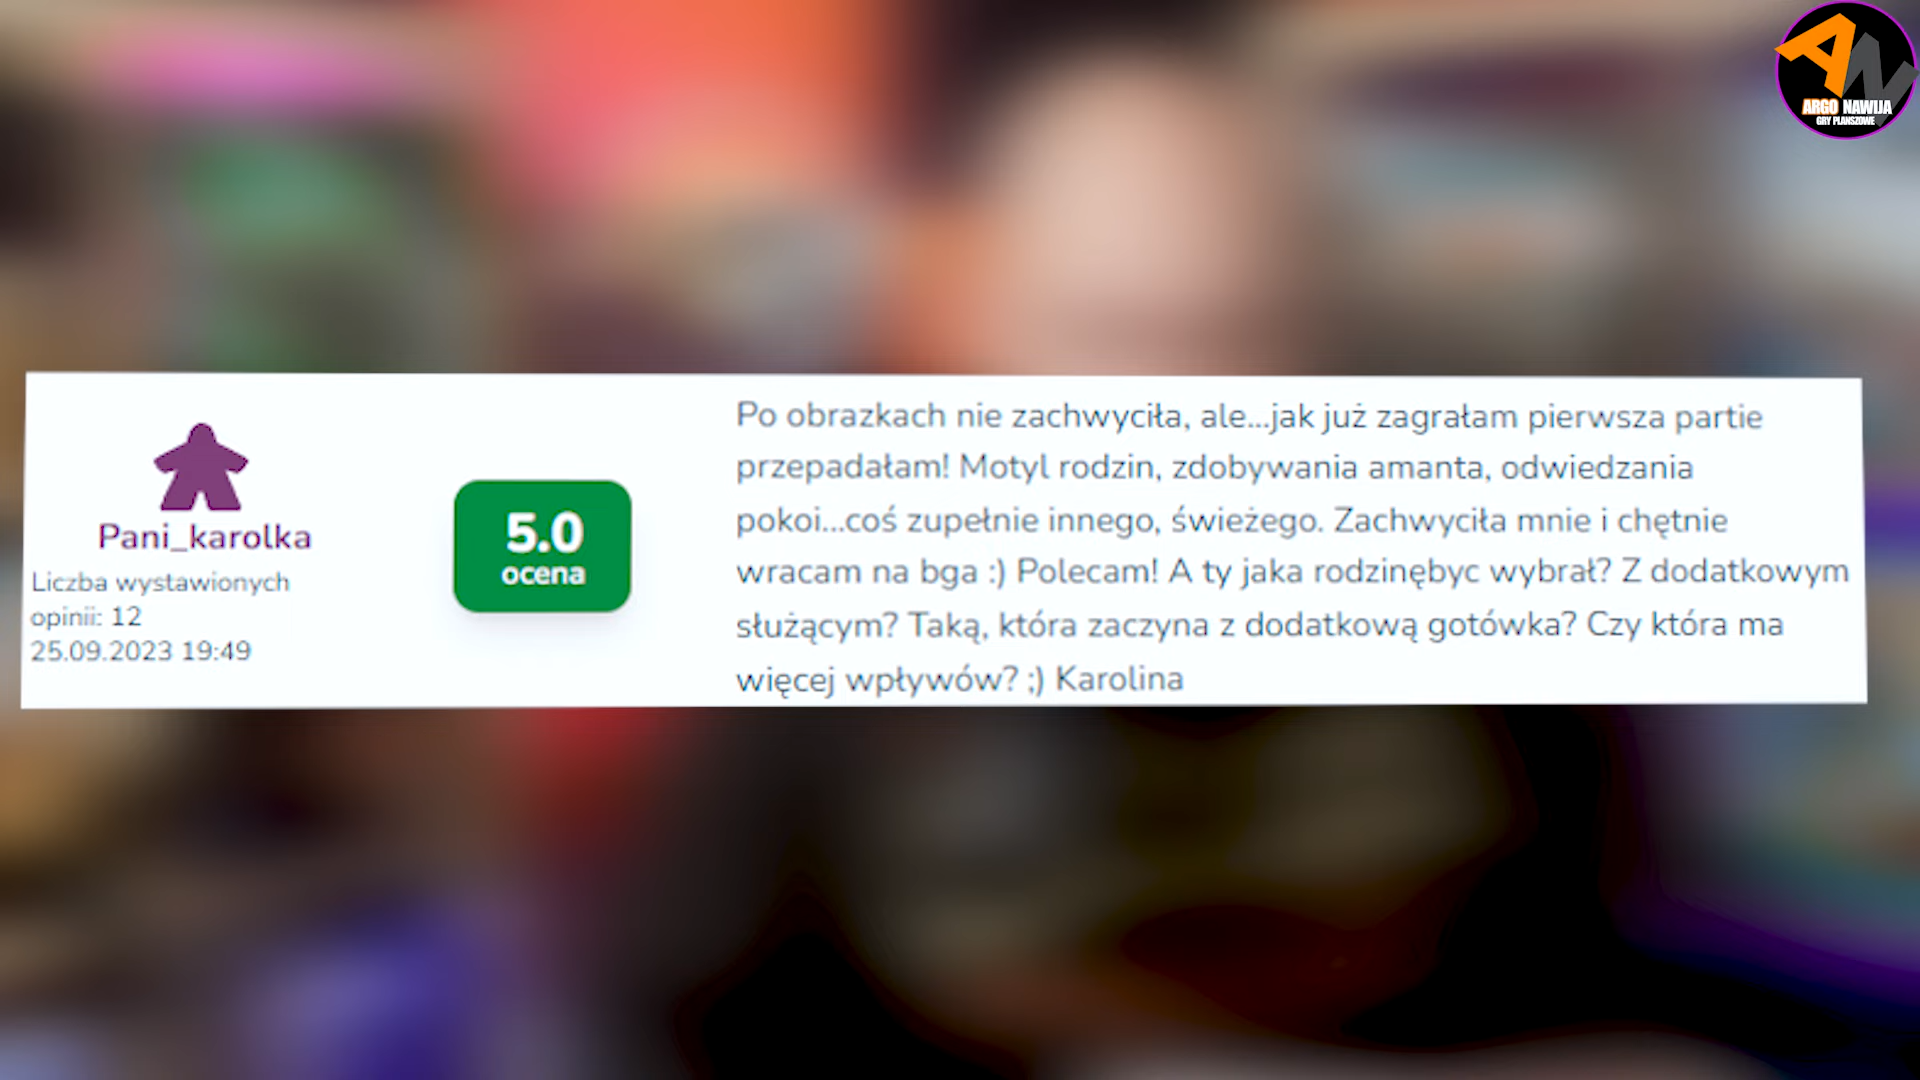 ARGO NAWIJA
GRY PLANSZOWE
Pani_karolka
Liczba wystawionych
opinii: 12
25.09.2023 19:49
5.0
ocena
Po obrazkach nie zachwyciła, ale...jak już zagrałam pierwsza partie
przepadałam! Motyl rodzin, zdobywania amanta, odwiedzania
pokoi...coś zupełnie innego, świeżego. Zachwyciła mnie i chętnie
wracam na bga :) Polecam! A ty jaka rodzinębyc wybrał? Z dodatkowym
służącym? Taką, która zaczyna z dodatkową gotówka? Czy która ma
więcej wpływów? ;) Karolina